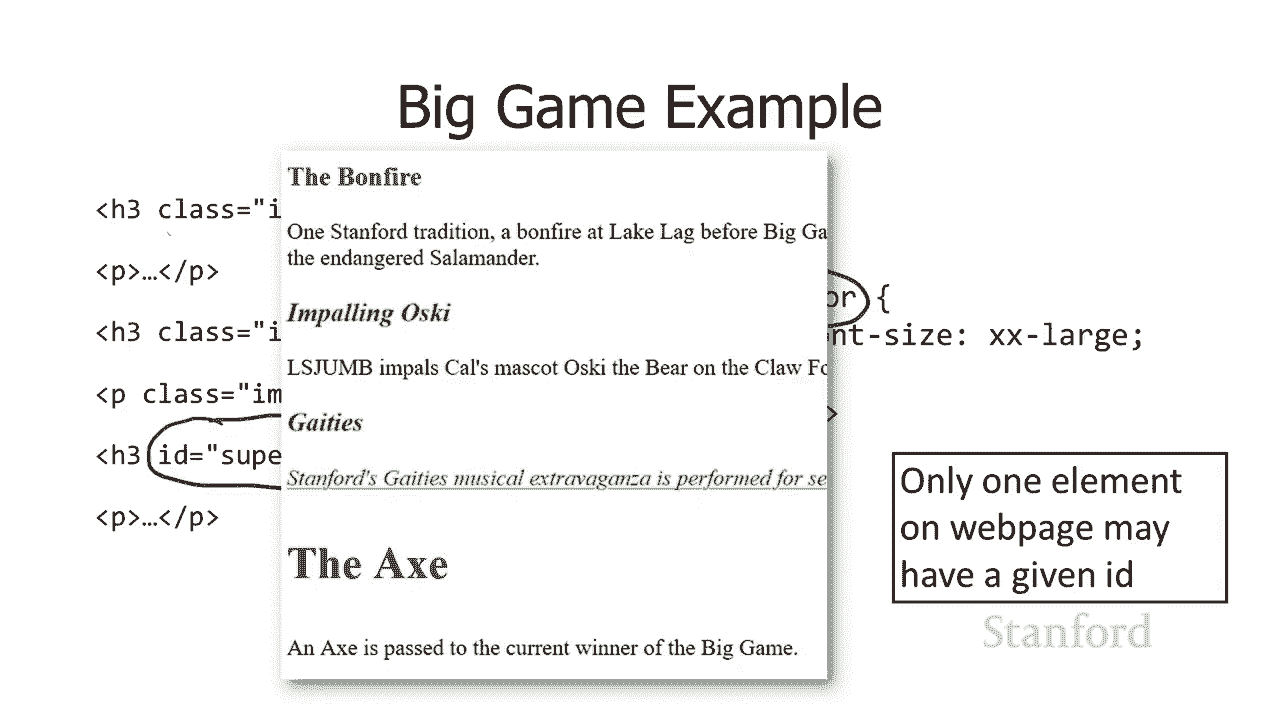 Big Game Example
<h3 class="i
<p>…</p>
<h3 class="i
<p class="im
<h3 id="supe
<p>…</p>
The Bonfire
One Stanford tradition, a bonfire at Lake Lag before Big Ga
the endangered Salamander.
Impalling Oski
LSJUMB impals Cal's mascot Oski the Bear on the Claw Fo
Gaities
Stanford's Gaities musical extravaganza is performed for se
The Axe
An Axe is passed to the current winner of the Big Game.
or {
nt-size: xx-large;
>
Only one element
on webpage may
have a given id
Stanford